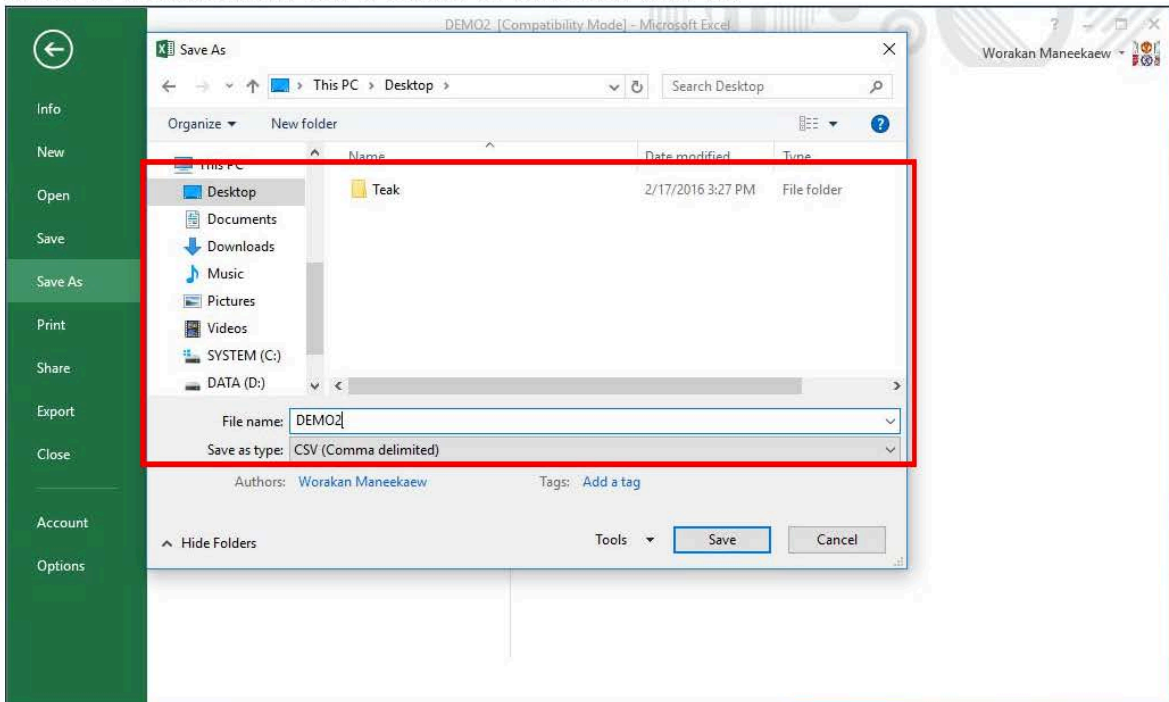 DEMO2 [Compatibility Mode] - Microsoft Excel
?
Worakan Maneekaew
Info
New
Open
Save
Save As
Print
Share
Export
Close
Account
Options
Save As
This PC > Desktop >
Search Desktop
Organize
New folder
?
Name
Date modified
Type
This PC
Desktop
Documents
Downloads
Music
Pictures
Videos
SYSTEM (C:)
DATA (D:)
Teak
2/17/2016 3:27 PM
File folder
File name: DEMO2
Save as type: CSV (Comma delimited)
Authors: Worakan Maneekaew
Tags: Add a tag
Hide Folders
Tools
Save
Cancel